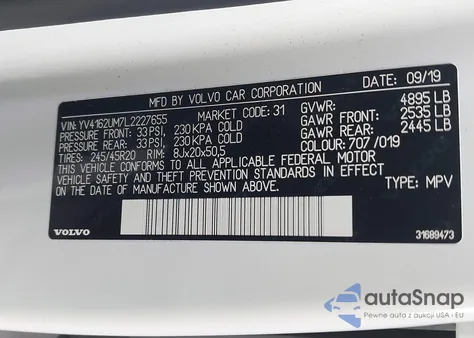 MFD BY VOLVO CAR CORPORATION DATE: 09/19
VIN: YV4162UM7L2227655 MARKET CODE: 31 GVWR: 4895 LB
PRESSURE FRONT: 33 PSI, 230 KPA COLD GAWR FRONT: 2535 LB
PRESSURE REAR: 33 PSI, 230 KPA COLD GAWR REAR: 2445 LB
TIRES: 245/45R20 RIM: 8Jx20x50,5 COLOUR: 707 /019
THIS VEHICLE CONFORMS TO ALL APPLICABLE FEDERAL MOTOR
VEHICLE SAFETY AND THEFT PREVENTION STANDARDS IN EFFECT
ON THE DATE OF MANUFACTURE SHOWN ABOVE. TYPE: MPV
VOLVO 31689473
autoSnap
Pewne auta z aukcji USA i EU